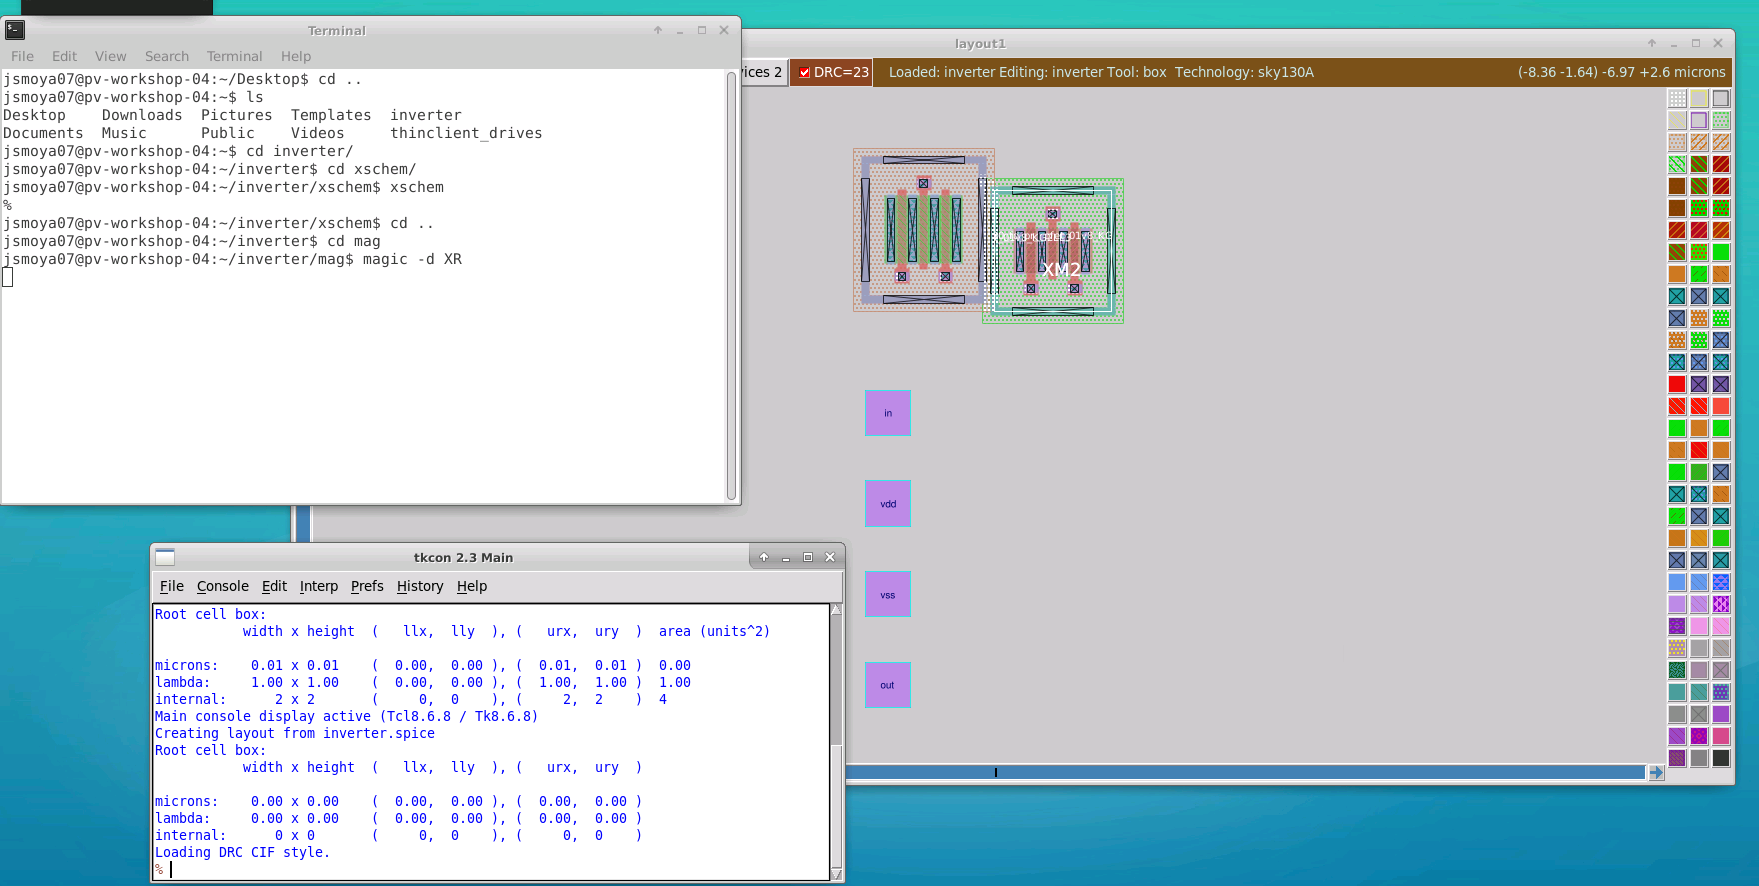 Terminal
File Edit View Search Terminal Help
jsmoya07@pv-workshop-04:~/Desktop$ cd ..
jsmoya07@pv-workshop-04:~$ ls
Desktop Downloads Pictures Templates inverter
Documents Music Public Videos thinclient_drives
jsmoya07@pv-workshop-04:~$ cd inverter/
jsmoya07@pv-workshop-04:~/inverter$ cd xschem/
jsmoya07@pv-workshop-04:~/inverter/xschem$ xschem
%
jsmoya07@pv-workshop-04:~/inverter/xschem$ cd ..
jsmoya07@pv-workshop-04:~/inverter$ cd mag
jsmoya07@pv-workshop-04:~/inverter/mag$ magic -d XR
layout1
ices 2 DRC=23 Loaded: inverter Editing: inverter Tool: box Technology: sky130A (-8.36 -1.64) -6.97 +2.6 microns
XM2
in
vdd
vss
out
tkcon 2.3 Main
File Console Edit Interp Prefs History Help
Root cell box:
width x height ( llx, lly ), ( urx, ury ) area (units^2)
microns: 0.01 x 0.01 ( 0.00, 0.00 ), ( 0.01, 0.01 ) 0.00
lambda: 1.00 x 1.00 ( 0.00, 0.00 ), ( 1.00, 1.00 ) 1.00
internal: 2 x 2 ( 0, 0 ), ( 2, 2 ) 4
Main console display active (Tcl8.6.8 / Tk8.6.8)
Creating layout from inverter.spice
Root cell box:
width x height ( llx, lly ), ( urx, ury )
microns: 0.00 x 0.00 ( 0.00, 0.00 ), ( 0.00, 0.00 )
lambda: 0.00 x 0.00 ( 0.00, 0.00 ), ( 0.00, 0.00 )
internal: 0 x 0 ( 0, 0 ), ( 0, 0 )
Loading DRC CIF style.
%